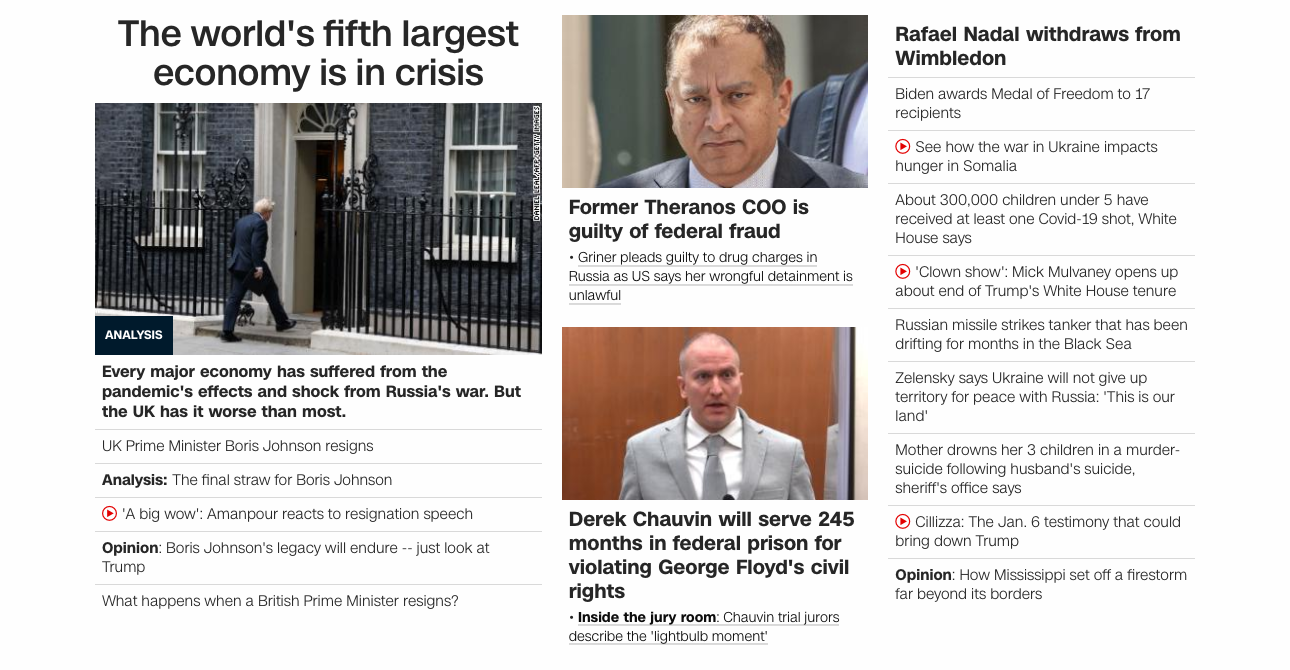 The world's fifth largest
economy is in crisis
DANIEL LEAL/AFP/GETTY IMAGES
ANALYSIS
Every major economy has suffered from the
pandemic's effects and shock from Russia's war. But
the UK has it worse than most.
UK Prime Minister Boris Johnson resigns
Analysis: The final straw for Boris Johnson
'A big wow': Amanpour reacts to resignation speech
Opinion: Boris Johnson's legacy will endure -- just look at
Trump
What happens when a British Prime Minister resigns?
Former Theranos COO is
guilty of federal fraud
• Griner pleads guilty to drug charges in
Russia as US says her wrongful detainment is
unlawful
Derek Chauvin will serve 245
months in federal prison for
violating George Floyd's civil
rights
• Inside the jury room: Chauvin trial jurors
describe the 'lightbulb moment'
Rafael Nadal withdraws from
Wimbledon
Biden awards Medal of Freedom to 17
recipients
See how the war in Ukraine impacts
hunger in Somalia
About 300,000 children under 5 have
received at least one Covid-19 shot, White
House says
'Clown show': Mick Mulvaney opens up
about end of Trump's White House tenure
Russian missile strikes tanker that has been
drifting for months in the Black Sea
Zelensky says Ukraine will not give up
territory for peace with Russia: 'This is our
land'
Mother drowns her 3 children in a murder-
suicide following husband's suicide,
sheriff's office says
Cillizza: The Jan. 6 testimony that could
bring down Trump
Opinion: How Mississippi set off a firestorm
far beyond its borders